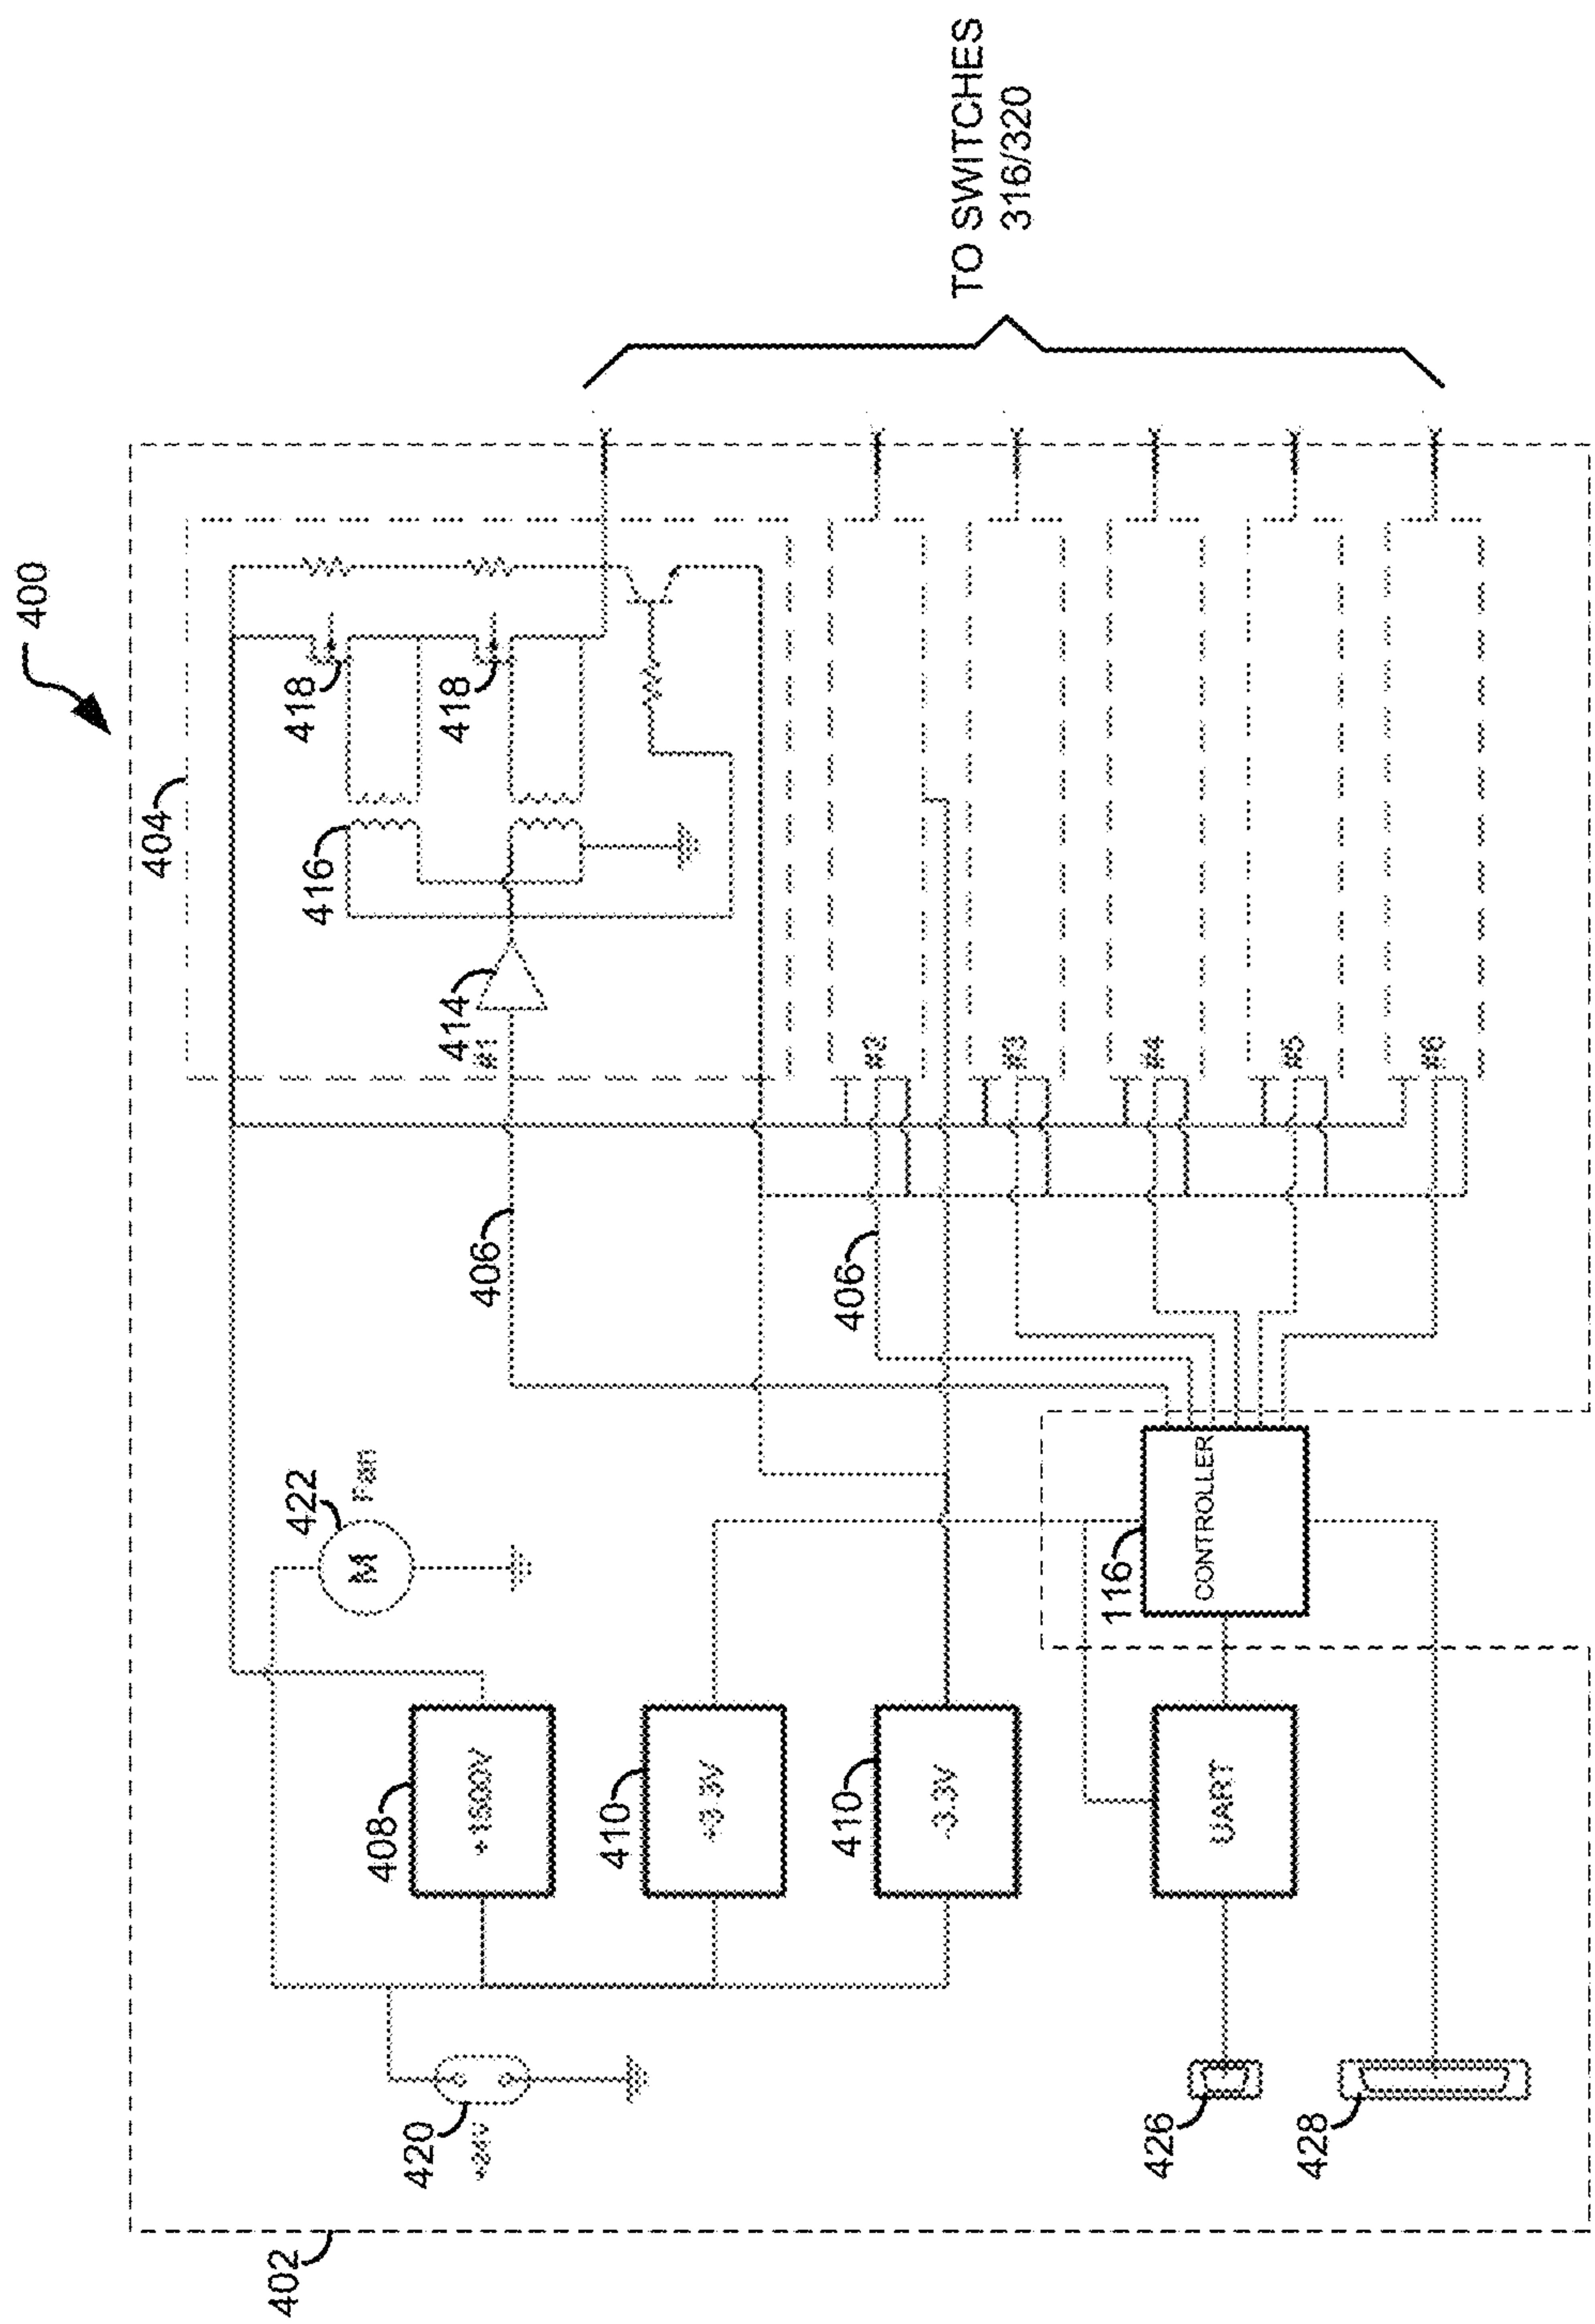 400
402
404
420
+24V
408
+1500V
422
M
Fan
410
+3.3V
410
-3.3V
426
UART
428
116
CONTROLLER
406
406
#1
414
416
418
418
#2
#3
#4
#5
#6
TO SWITCHES
316/320